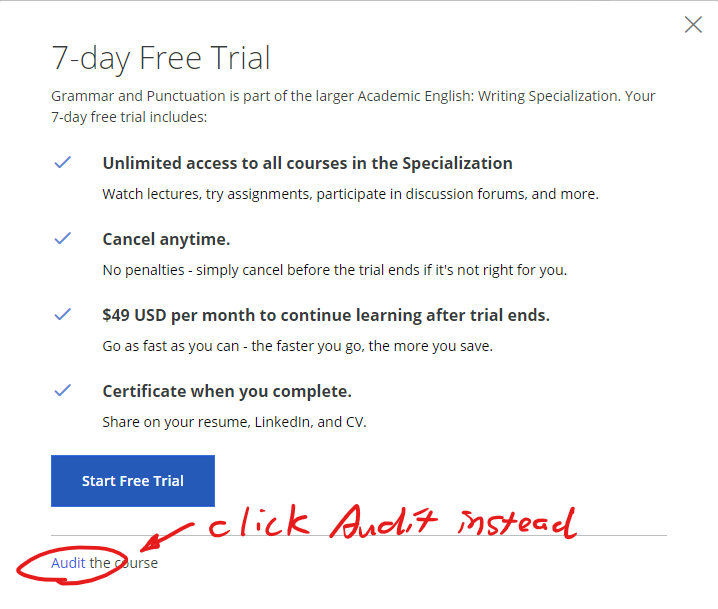 7-day Free Trial
Grammar and Punctuation is part of the larger Academic English: Writing Specialization. Your
7-day free trial includes:
Unlimited access to all courses in the Specialization
Watch lectures, try assignments, participate in discussion forums, and more.
Cancel anytime.
No penalties - simply cancel before the trial ends if it's not right for you.
$49 USD per month to continue learning after trial ends.
Go as fast as you can - the faster you go, the more you save.
Certificate when you complete.
Share on your resume, LinkedIn, and CV.
Start Free Trial
click Audit instead
Audit the course